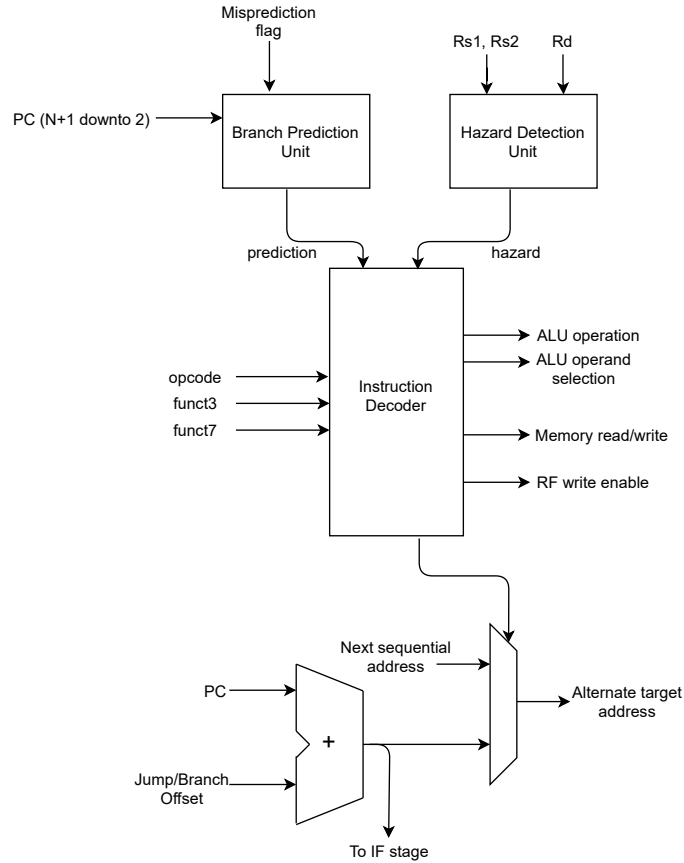 Misprediction
flag
Rs1, Rs2
Rd
PC (N+1 downto 2)
Branch Prediction
Unit
Hazard Detection
Unit
prediction
hazard
ALU operation
ALU operand
selection
opcode
funct3
funct7
Instruction
Decoder
Memory read/write
RF write enable
Next sequential
address
PC
Alternate target
address
+
Jump/Branch
Offset
To IF stage